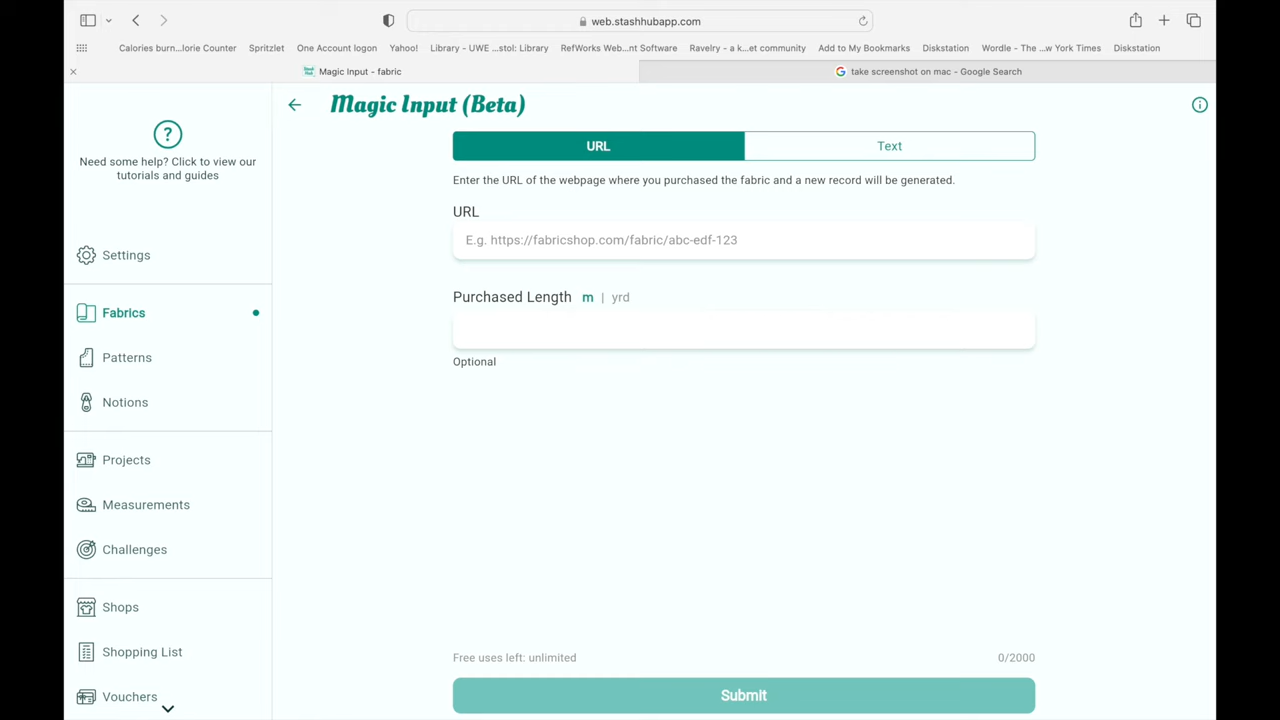 web.stashhubapp.com
Calories burn...lorie Counter Spritzlet One Account logon Yahoo! Library - UWE ...stol: Library RefWorks Web...nt Software Ravelry - a k...et community Add to My Bookmarks Diskstation Wordle - The ...w York Times Diskstation
Magic Input - fabric take screenshot on mac - Google Search
Magic Input (Beta)
?
Need some help? Click to view our
tutorials and guides
Settings
Fabrics
Patterns
Notions
Projects
Measurements
Challenges
Shops
Shopping List
Vouchers
URL Text
Enter the URL of the webpage where you purchased the fabric and a new record will be generated.
URL
E.g. https://fabricshop.com/fabric/abc-edf-123
Purchased Length m | yrd
Optional
Free uses left: unlimited 0/2000
Submit